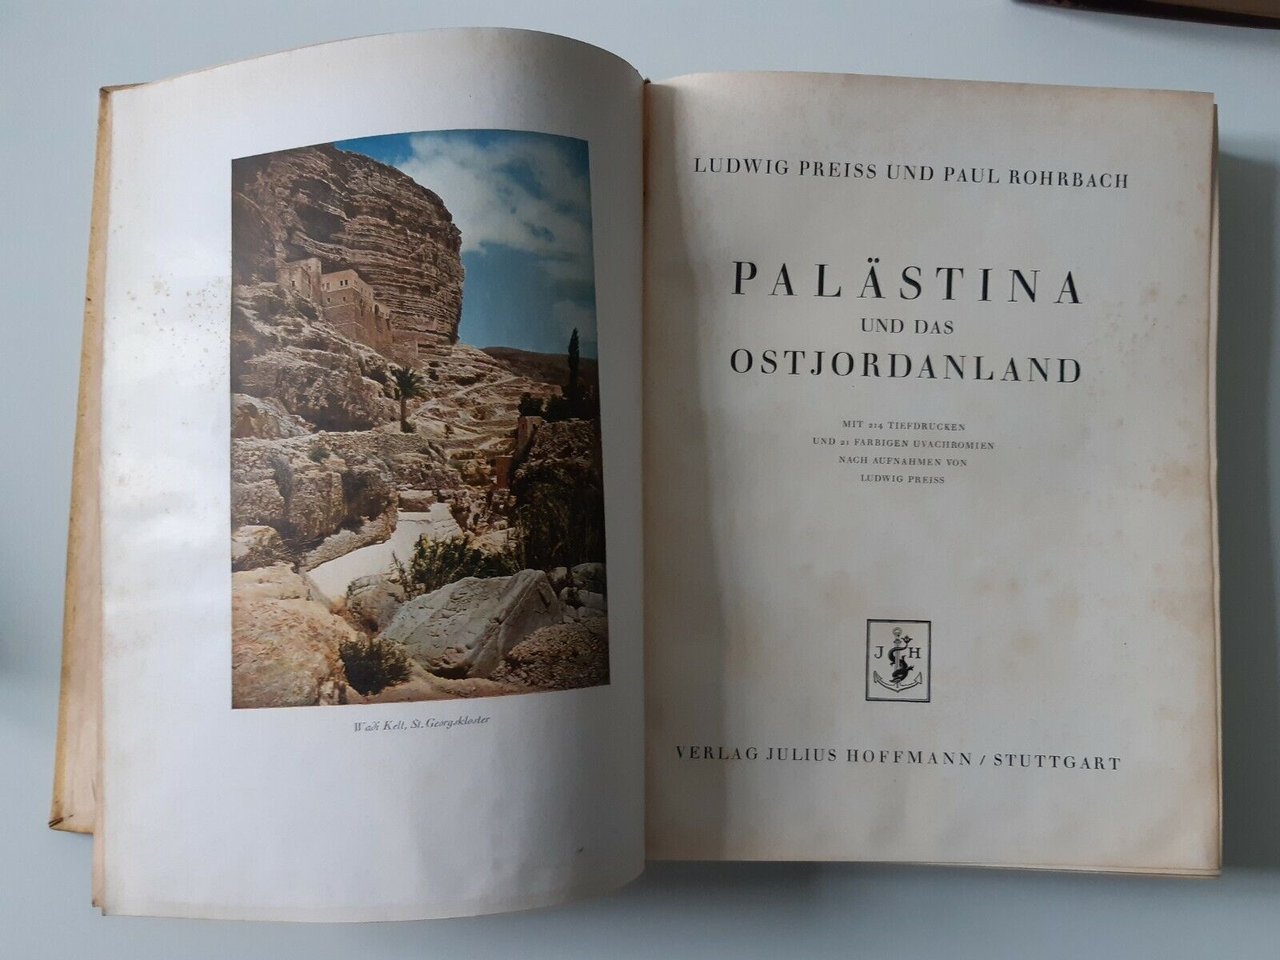 Wadi Kelt, St. Georgskloster
LUDWIG PREISS UND PAUL ROHRBACH
PALÄSTINA
UND DAS
OSTJORDANLAND
MIT 214 TIEFDRUCKEN
UND 21 FARBIGEN UVACHROMIEN
NACH AUFNAHMEN VON
LUDWIG PREISS
J H
VERLAG JULIUS HOFFMANN / STUTTGART